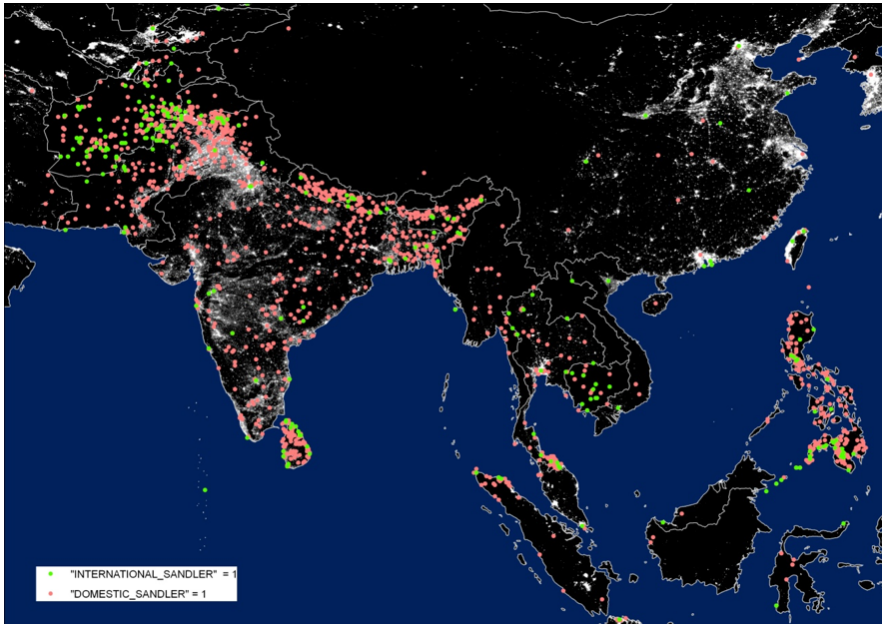 "INTERNATIONAL_SANDLER" = 1
"DOMESTIC_SANDLER" = 1